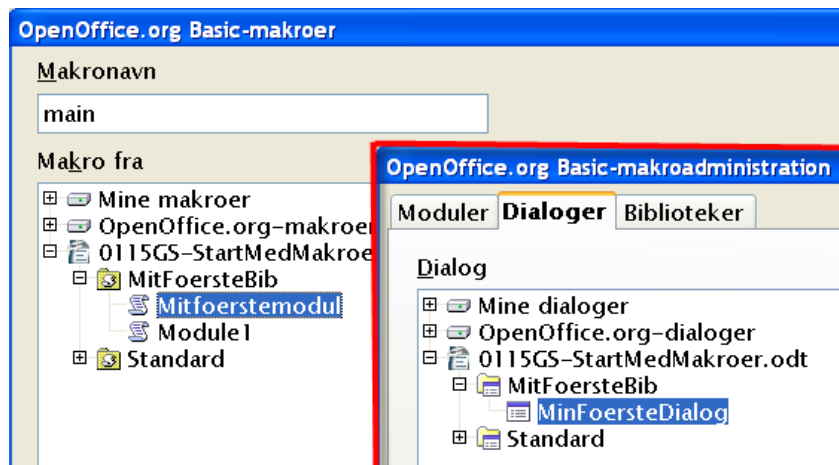 OpenOffice.org Basic-makroer
Makronavn
main
Makro fra
Mine makroer
OpenOffice.org-makroer
0115GS-StartMedMakroe
MitFoersteBib
Mitfoerstemodul
Module1
Standard
OpenOffice.org Basic-makroadministration
Moduler Dialoger Biblioteker
Dialog
Mine dialoger
OpenOffice.org-dialoger
0115GS-StartMedMakroer.odt
MitFoersteBib
MinFoersteDialog
Standard